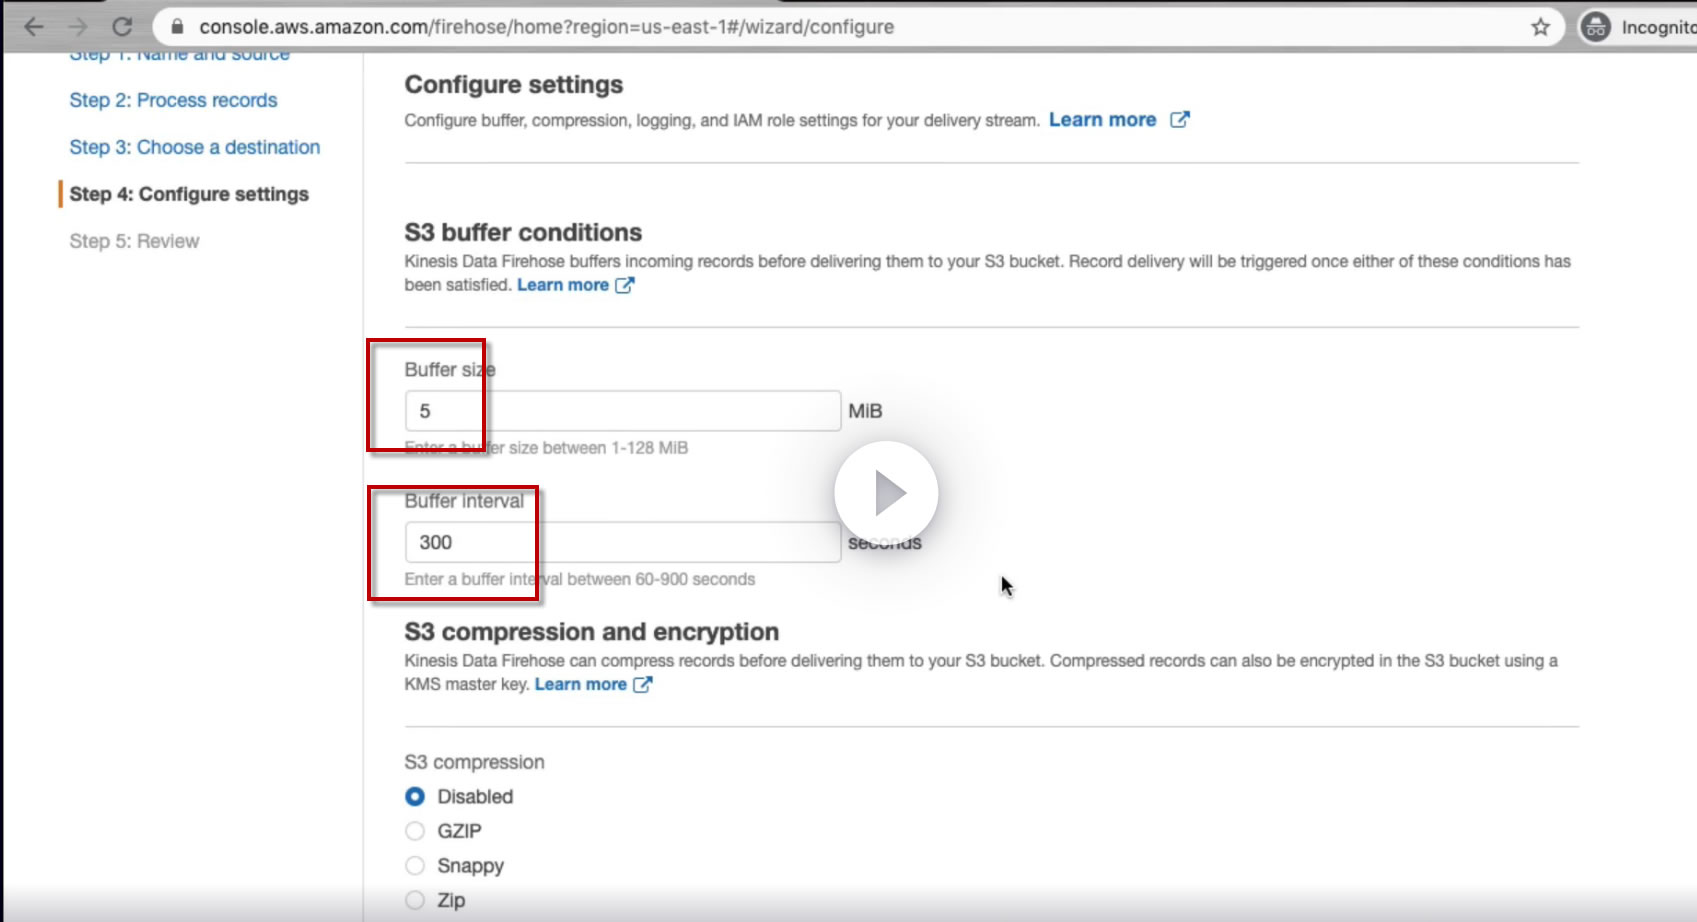 console.aws.amazon.com/firehose/home?region=us-east-1#/wizard/configure
Incognito
Step 1: Name and source
Step 2: Process records
Step 3: Choose a destination
Step 4: Configure settings
Step 5: Review
Configure settings
Configure buffer, compression, logging, and IAM role settings for your delivery stream. Learn more
S3 buffer conditions
Kinesis Data Firehose buffers incoming records before delivering them to your S3 bucket. Record delivery will be triggered once either of these conditions has
been satisfied. Learn more
Buffer size
5 MiB
Enter a buffer size between 1-128 MiB
Buffer interval
300 seconds
Enter a buffer interval between 60-900 seconds
S3 compression and encryption
Kinesis Data Firehose can compress records before delivering them to your S3 bucket. Compressed records can also be encrypted in the S3 bucket using a
KMS master key. Learn more
S3 compression
Disabled
GZIP
Snappy
Zip